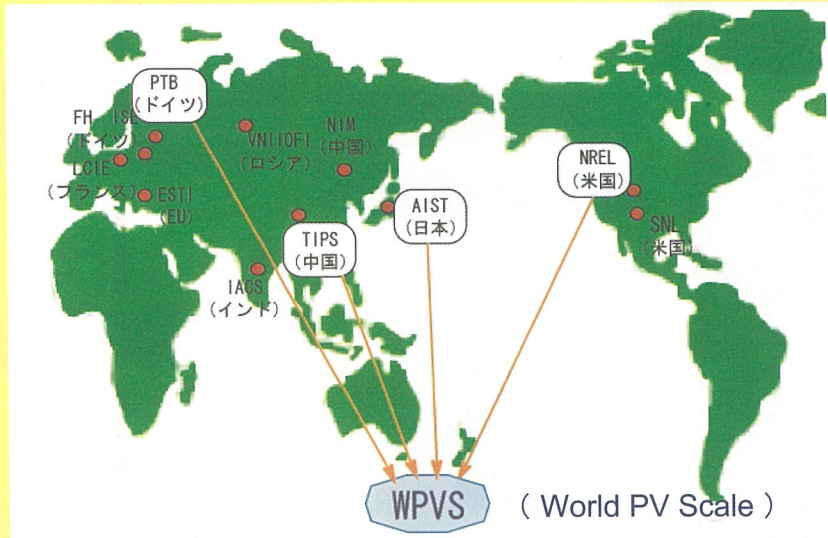 PTB
(ドイツ)
FH ISE
(ドイツ)
LCIE
(フランス)
ESTI
(EU)
VNIIOFI
(ロシア)
NIM
(中国)
IACS
(インド)
TIPS
(中国)
AIST
(日本)
NREL
(米国)
SNL
(米国)
WPVS
( World PV Scale )